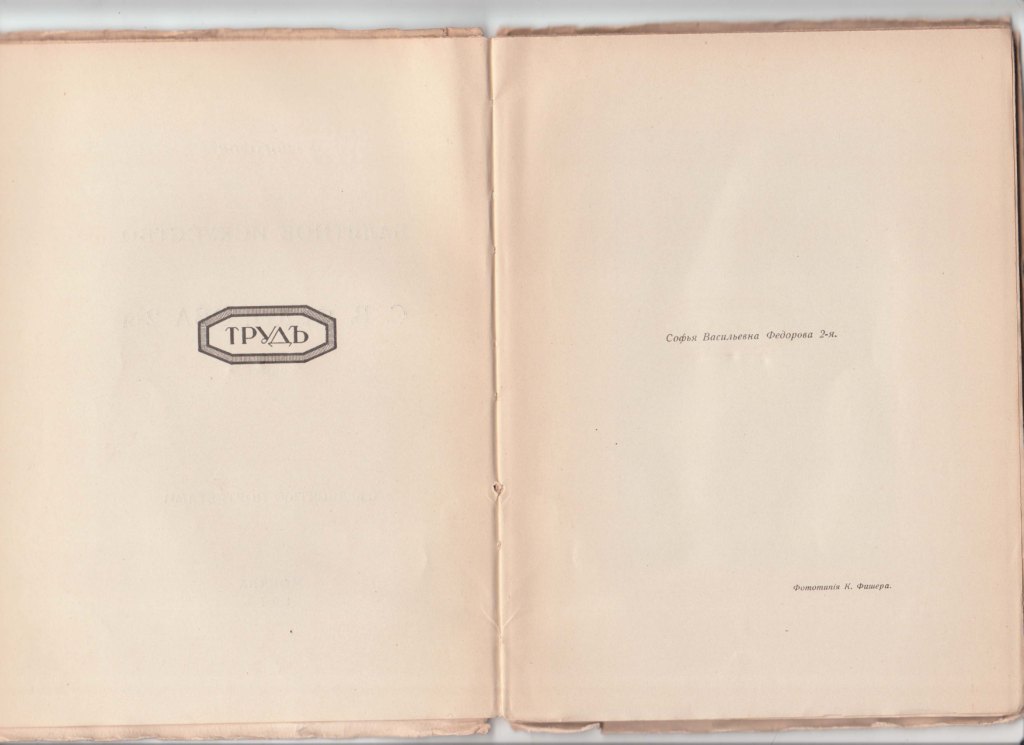 ТРУДЪ
Софья Васильевна Федорова 2-я.
Фототипія К. Фишера.